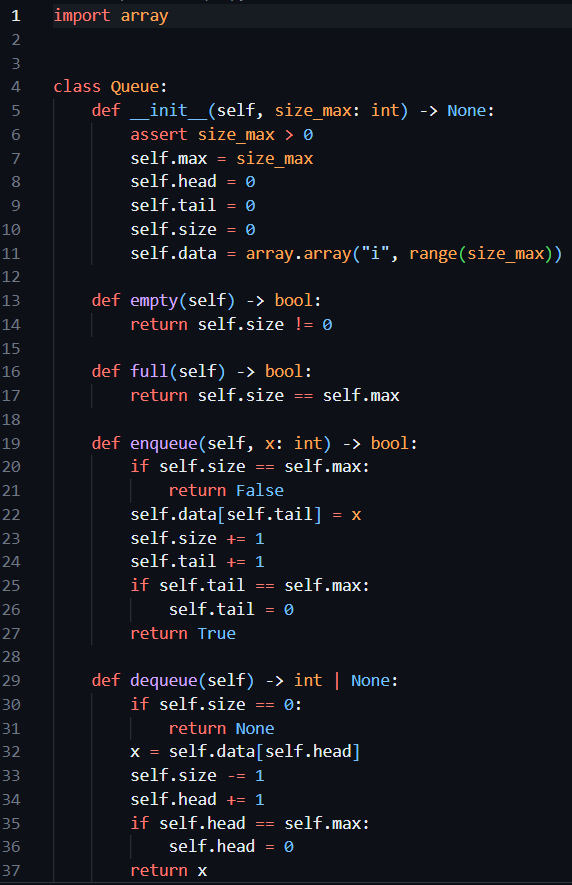 1 import array
2
3
4 class Queue:
5     def __init__(self, size_max: int) -> None:
6         assert size_max > 0
7         self.max = size_max
8         self.head = 0
9         self.tail = 0
10         self.size = 0
11         self.data = array.array("i", range(size_max))
12
13     def empty(self) -> bool:
14         return self.size != 0
15
16     def full(self) -> bool:
17         return self.size == self.max
18
19     def enqueue(self, x: int) -> bool:
20         if self.size == self.max:
21             return False
22         self.data[self.tail] = x
23         self.size += 1
24         self.tail += 1
25         if self.tail == self.max:
26             self.tail = 0
27         return True
28
29     def dequeue(self) -> int | None:
30         if self.size == 0:
31             return None
32         x = self.data[self.head]
33         self.size -= 1
34         self.head += 1
35         if self.head == self.max:
36             self.head = 0
37         return x